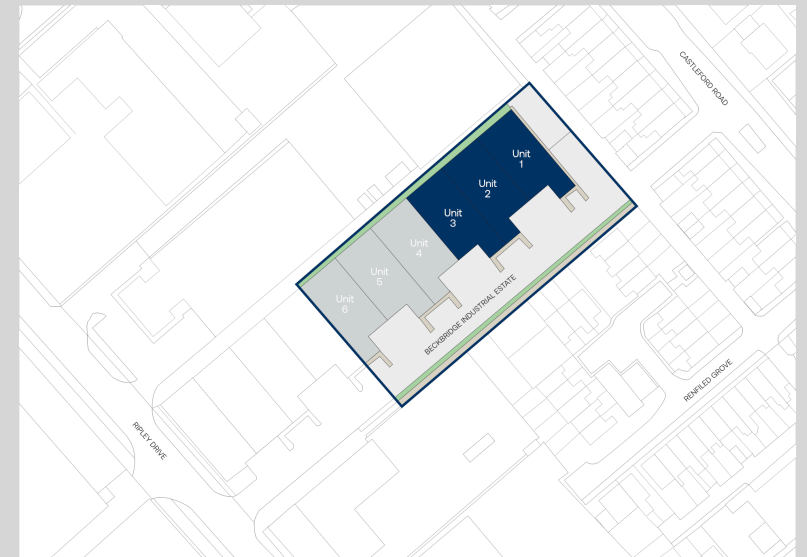 CASTLEFORD ROAD
Unit
1
Unit
2
Unit
3
Unit
4
Unit
5
Unit
6
BECKBRIDGE INDUSTRIAL ESTATE
RENFILED GROVE
RIPLEY DRIVE